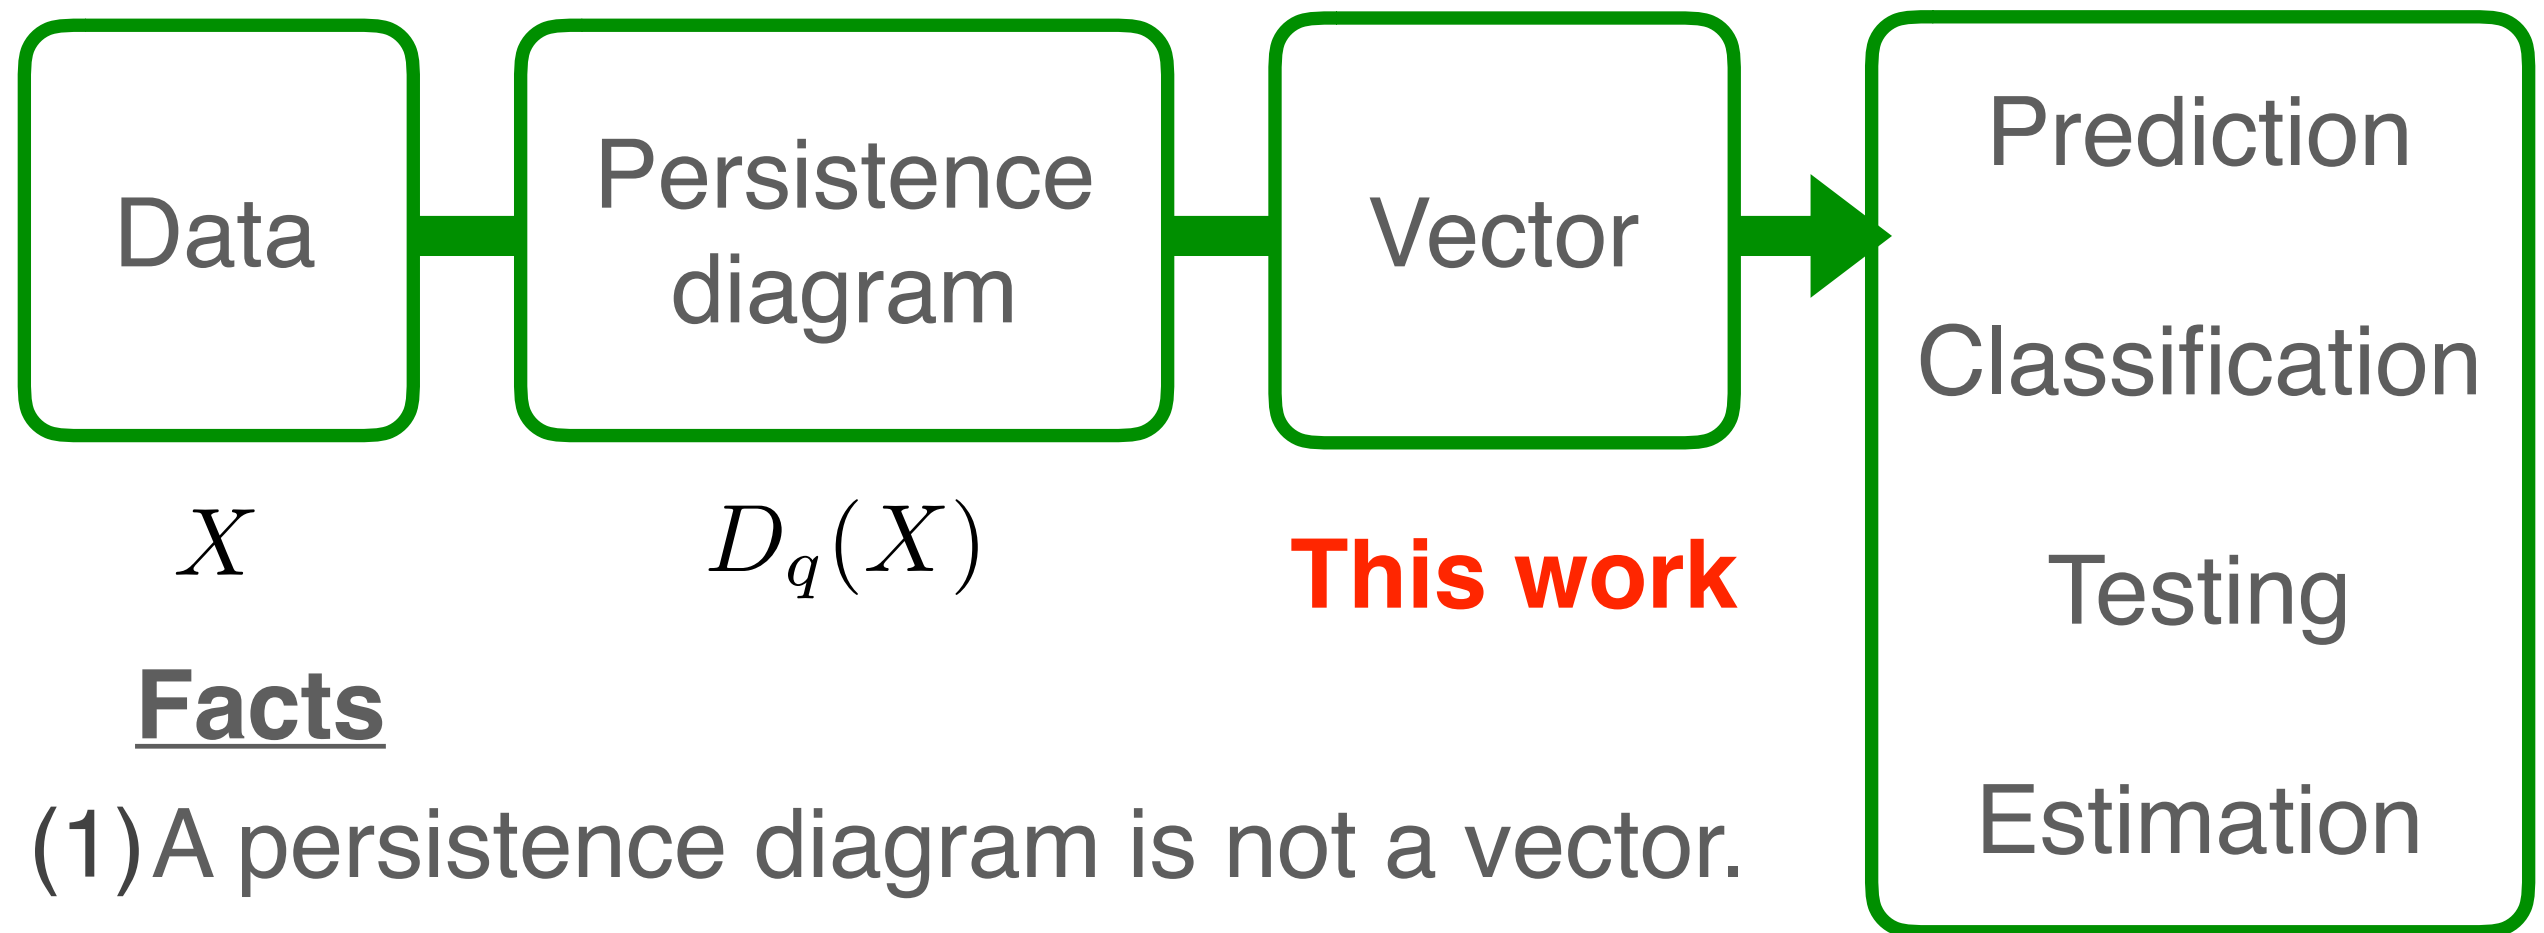 Data
Persistence
diagram
Vector
Prediction
Classification
Testing
Estimation
X
D_q(X)
This work
Facts
(1)A persistence diagram is not a vector.